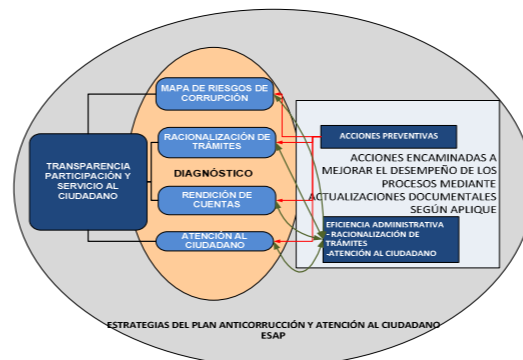 MAPA DE RIESGOS DE
CORRUPCIÓN
RACIONALIZACIÓN DE
TRÁMITES
ACCIONES PREVENTIVAS
TRANSPARENCIA
PARTICIPACIÓN Y
SERVICIO AL
CIUDADANO
DIAGNÓSTICO
ACCIONES ENCAMINADAS A
MEJORAR EL DESEMPEÑO DE LOS
PROCESOS MEDIANTE
ACTUALIZACIONES DOCUMENTALES
SEGÚN APLIQUE
RENDICIÓN DE
CUENTAS
ATENCIÓN AL
CIUDADANO
EFICIENCIA ADMINISTRATIVA
- RACIONALIZACIÓN DE
TRÁMITES
-ATENCIÓN AL CIUDADANO
ESTRATEGIAS DEL PLAN ANTICORRUCCIÓN Y ATENCIÓN AL CIUDADANO
ESAP